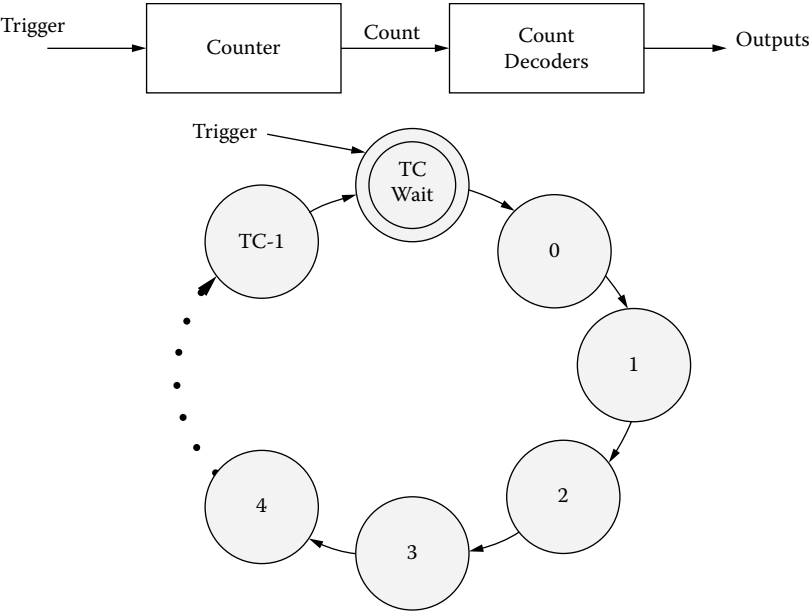 Trigger
Counter
Count
Count
Decoders
Outputs
Trigger
TC
Wait
TC-1
0
1
2
3
4